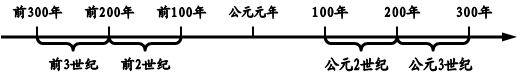 前300年 前200年 前100年 公元元年 100年 200年 300年
前3世纪 前2世纪 公元2世纪 公元3世纪